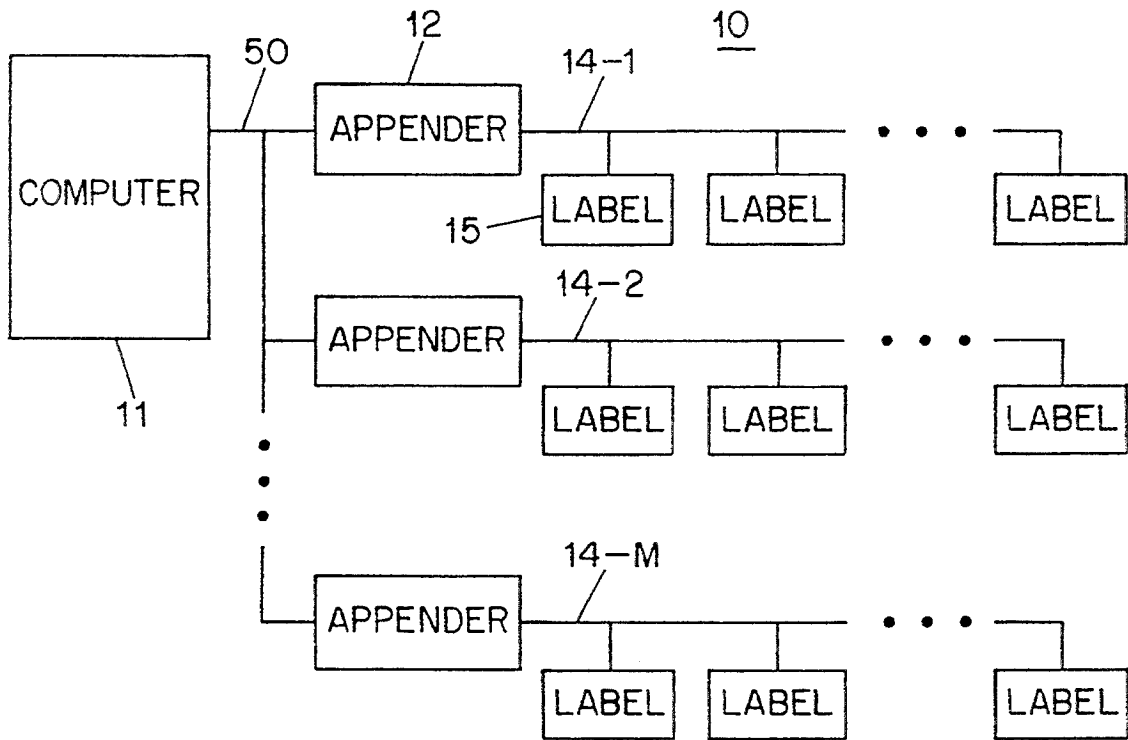 10
12
50
14-1
APPENDER
COMPUTER
LABEL LABEL LABEL
15
14-2
APPENDER
11
LABEL LABEL LABEL
14-M
APPENDER
LABEL LABEL LABEL